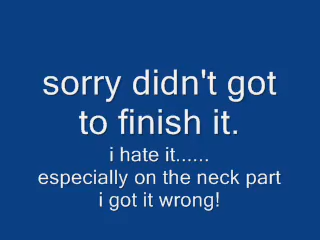 sorry didn't got
to finish it.
i hate it......
especially on the neck part
i got it wrong!